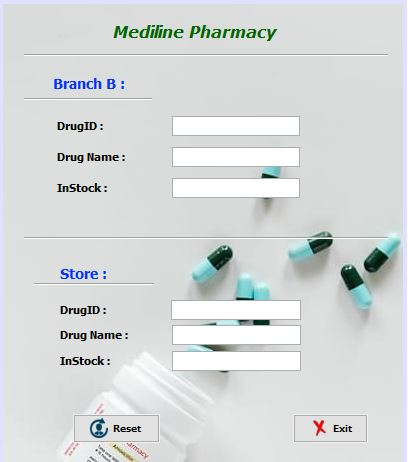 Mediline Pharmacy
Branch B :
DrugID :
Drug Name :
InStock :
Store :
DrugID :
Drug Name :
InStock :
Reset
Exit